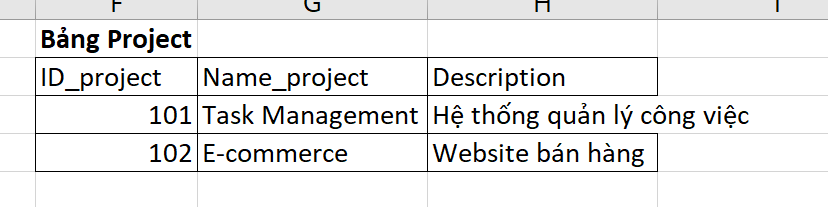 F G H I
Bảng Project
ID_project Name_project Description
101 Task Management Hệ thống quản lý công việc
102 E-commerce Website bán hàng